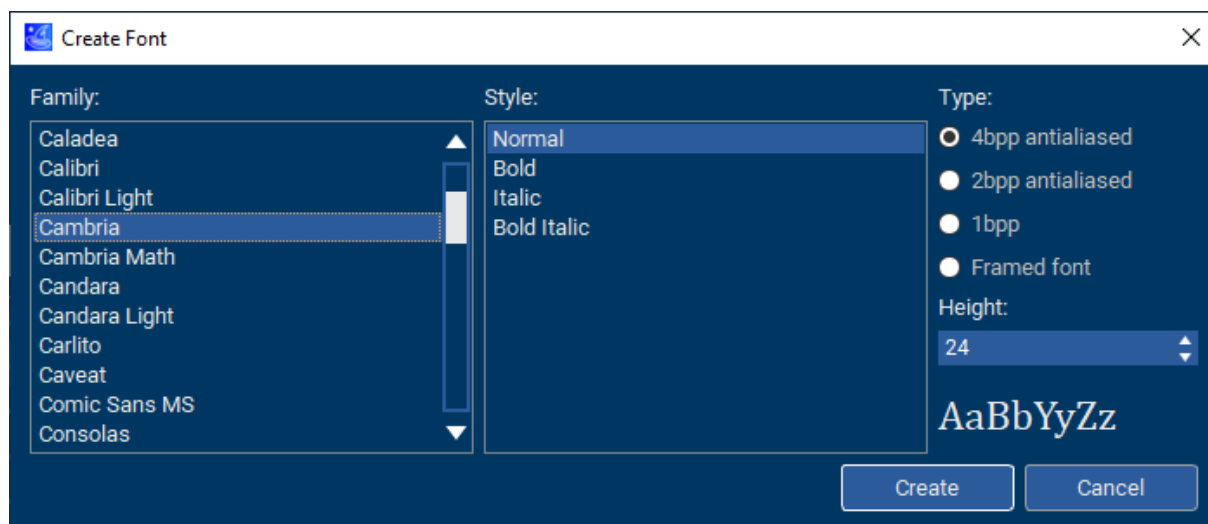 Create Font
Family:
Caladea
Calibri
Calibri Light
Cambria
Cambria Math
Candara
Candara Light
Carlito
Caveat
Comic Sans MS
Consolas
Style:
Normal
Bold
Italic
Bold Italic
Type:
4bpp antialiased
2bpp antialiased
1bpp
Framed font
Height:
24
AaBbYyZz
Create
Cancel